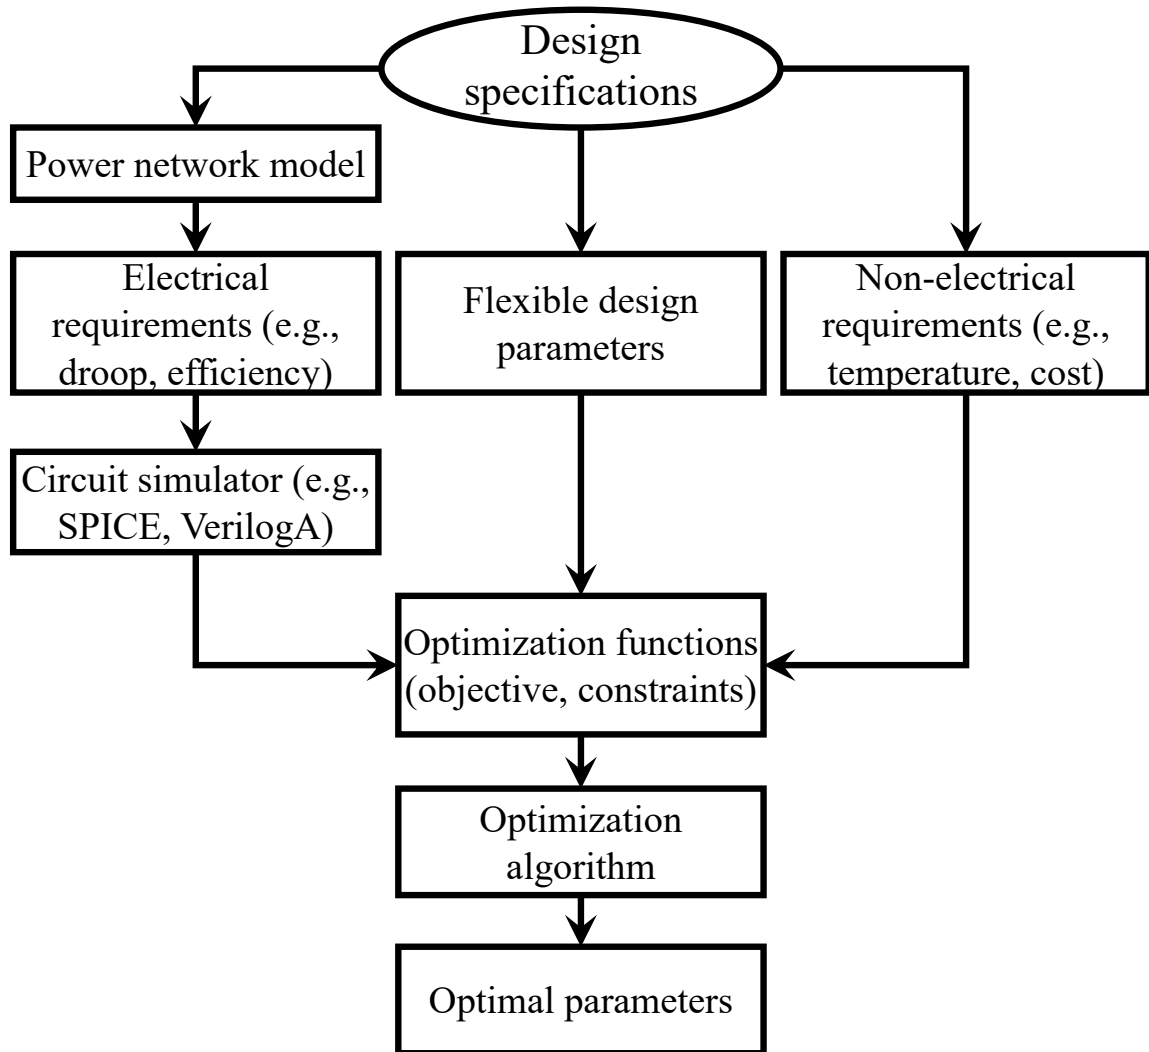 Design
specifications
Power network model
Electrical
requirements (e.g.,
droop, efficiency)
Flexible design
parameters
Non-electrical
requirements (e.g.,
temperature, cost)
Circuit simulator (e.g.,
SPICE, VerilogA)
Optimization functions
(objective, constraints)
Optimization
algorithm
Optimal parameters